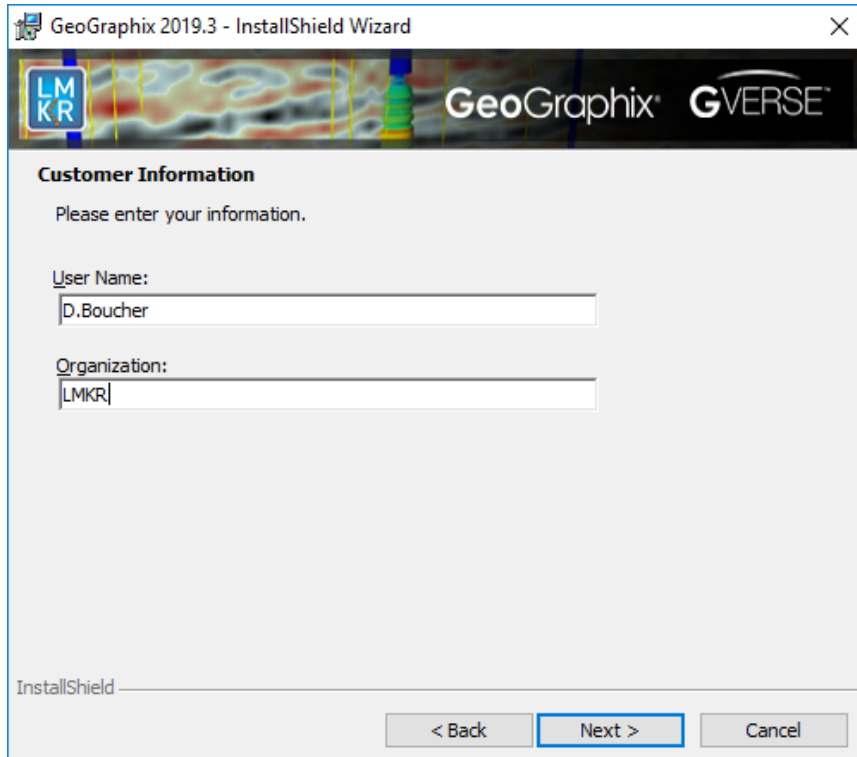 GeoGraphix 2019.3 - InstallShield Wizard
LM
KR
GeoGraphix® GVERSE™
Customer Information
Please enter your information.
User Name:
D.Boucher
Organization:
LMKR
InstallShield
< Back Next > Cancel